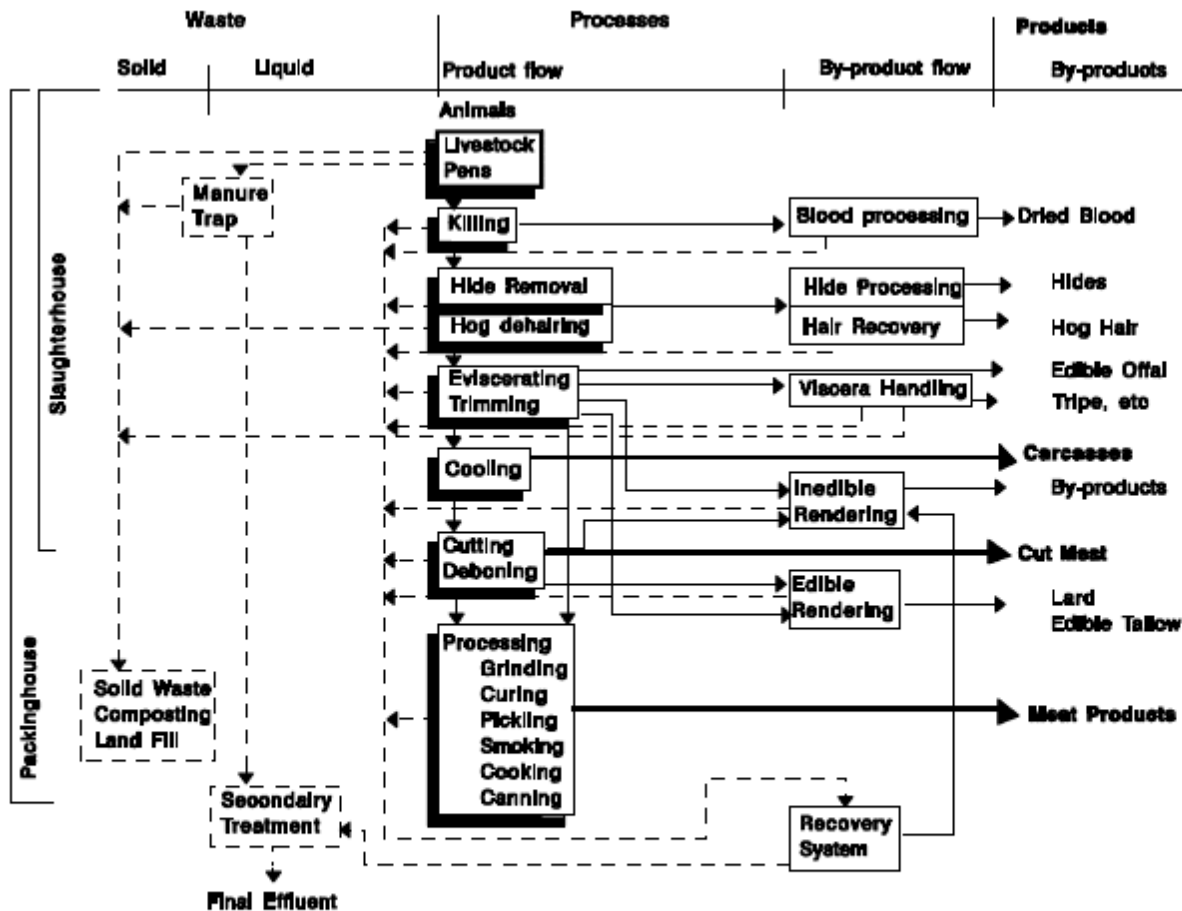 Waste
Processes
Products
Solid
Liquid
Product flow
By-product flow
By-products
Animals
Livestock
Pens
Manure
Trap
Killing
Blood processing
Dried Blood
Hide Removal
Hide Processing
Hides
Hog dehairing
Hair Recovery
Hog Hair
Slaughterhouse
Eviscerating
Trimming
Viscera Handling
Edible Offal
Tripe, etc
Cooling
Carcasses
Inedible
Rendering
By-products
Cutting
Deboning
Cut Meat
Edible
Rendering
Lard
Edible Tallow
Packinghouse
Processing
Grinding
Curing
Pickling
Smoking
Cooking
Canning
Meat Products
Solid Waste
Composting
Land Fill
Secondairy
Treatment
Recovery
System
Final Effluent